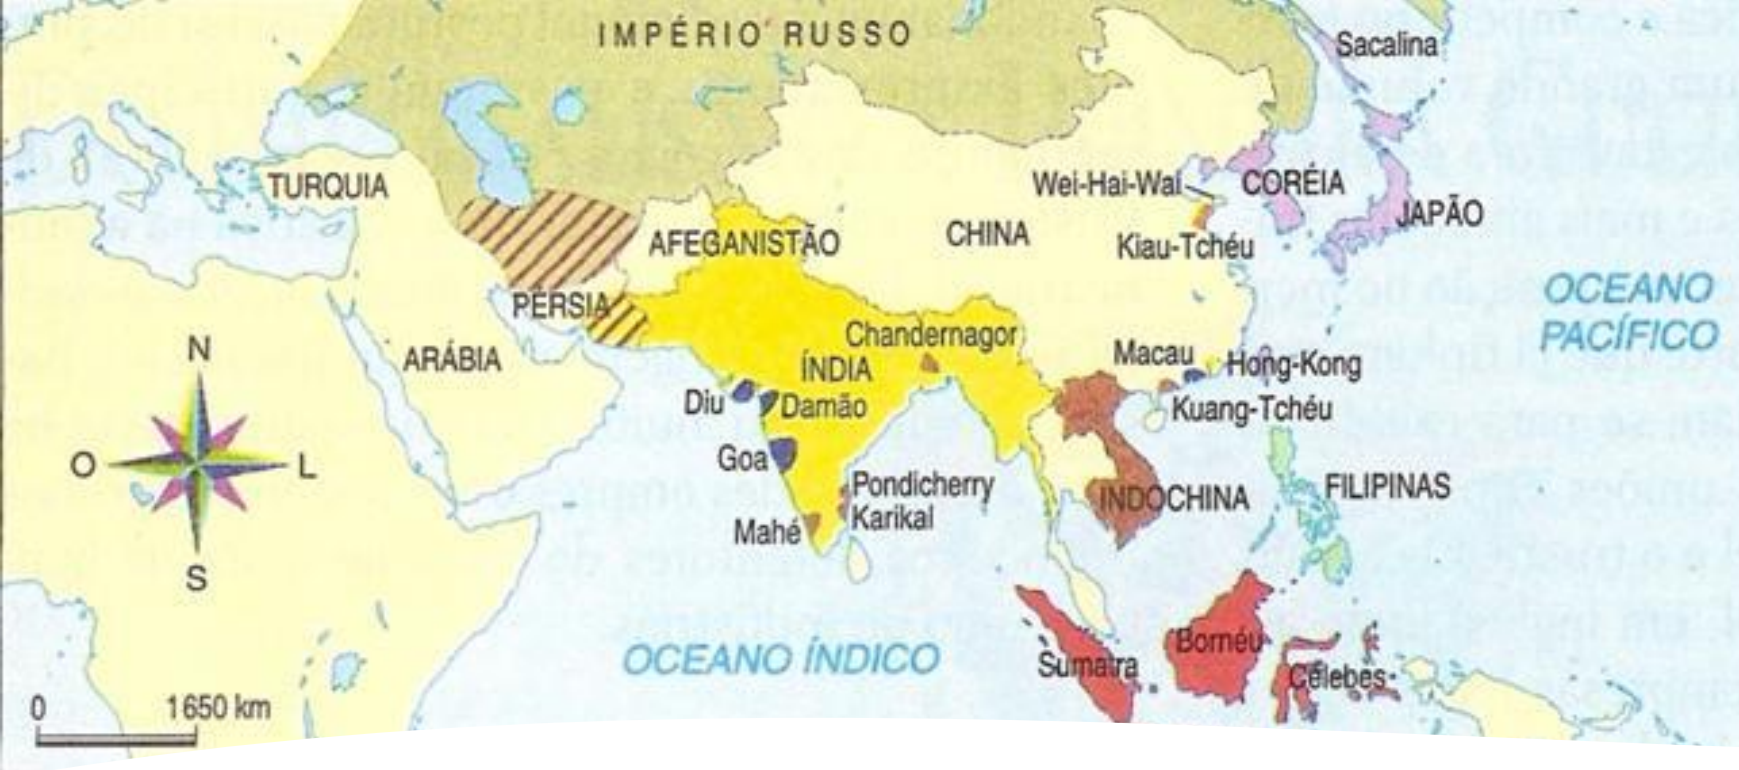 IMPÉRIO RUSSO
Sacalina
TURQUIA
Wei-Hai-Wai
CORÉIA
JAPÃO
AFEGANISTÃO
CHINA
Kiau-Tchéu
OCEANO
PACÍFICO
PÉRSIA
Chandernagor
ARÁBIA
ÍNDIA
Macau
Hong-Kong
Diu
Damão
Kuang-Tchéu
N
O
L
S
Goa
Pondicherry
Karikal
Mahé
INDOCHINA
FILIPINAS
OCEANO ÍNDICO
Sumatra
Bornéu
Célebes
0
1650 km